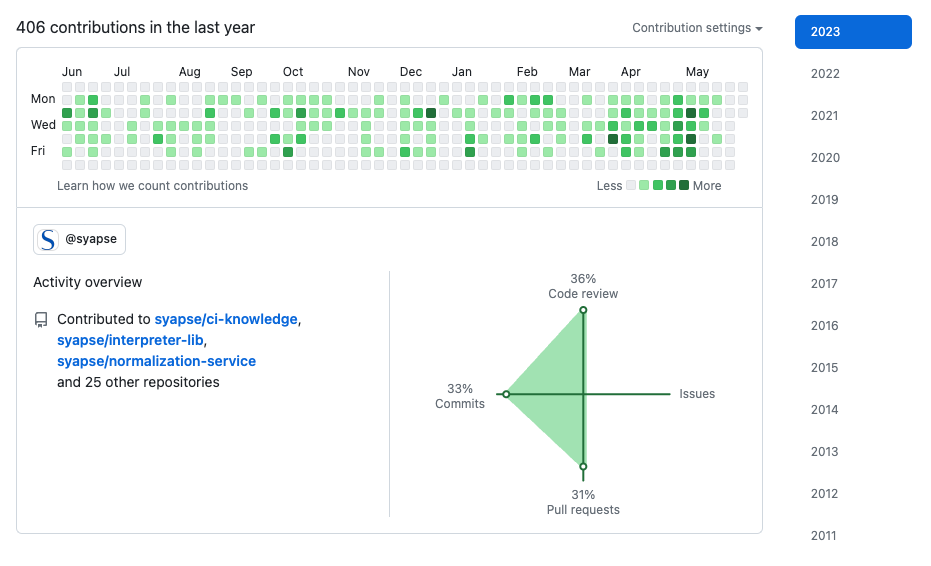 406 contributions in the last year
Contribution settings
Jun Jul Aug Sep Oct Nov Dec Jan Feb Mar Apr May
Mon
Wed
Fri
Learn how we count contributions
Less More
S @syapse
Activity overview
Contributed to syapse/ci-knowledge,
syapse/interpreter-lib,
syapse/normalization-service
and 25 other repositories
36%
Code review
33%
Commits
Issues
31%
Pull requests
2023
2022
2021
2020
2019
2018
2017
2016
2015
2014
2013
2012
2011